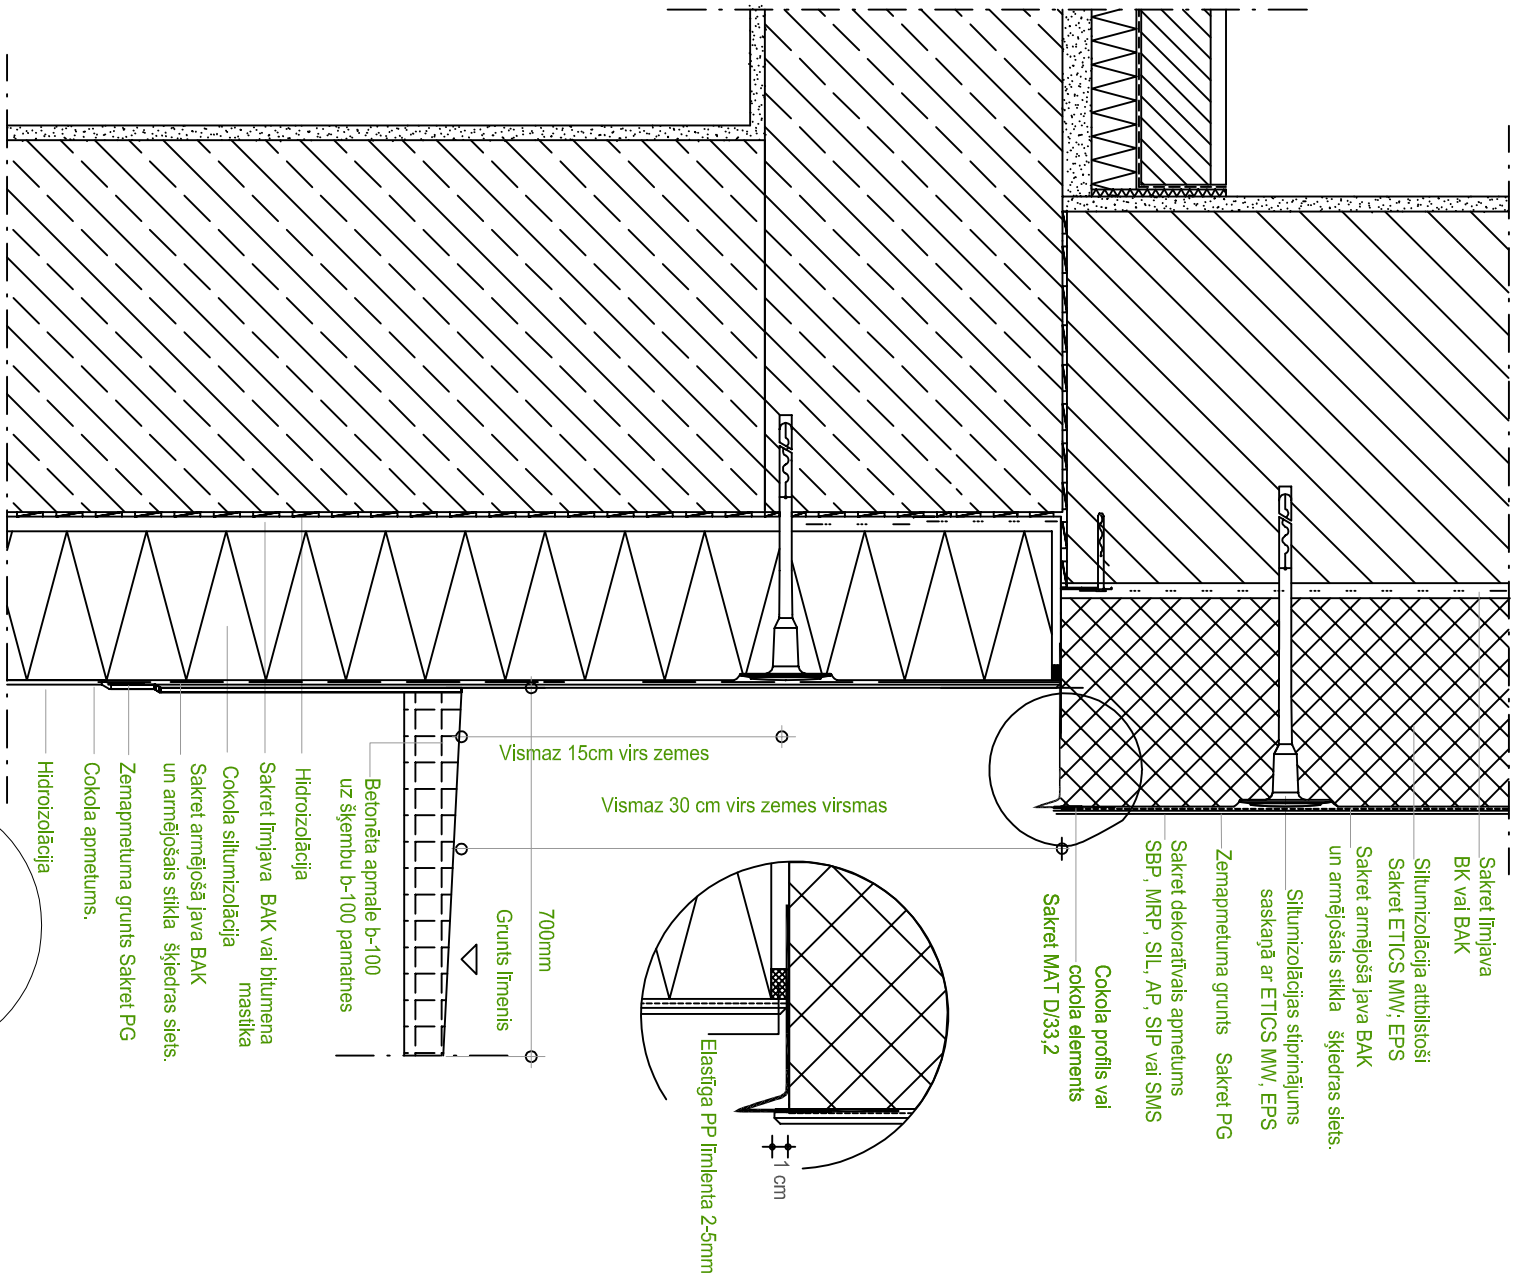 Sakret līmjava
BK vai BAK
Siltumizolācija attbilstoši
Sakret ETICS MW; EPS
Sakret armējošā java BAK
un armējošais stikla šķiedras siets.
Siltumizolācijas stiprinājums
saskaņā ar ETICS MW, EPS
Zemapmetuma grunts Sakret PG
Sakret dekoratīvais apmetums
SBP, MRP, SIL, AP, SIP vai SMS
Cokola profils vai
cokola elements
Sakret MAT D/33,2
Vismaz 15cm virs zemes
Vismaz 30 cm virs zemes virsmas
1 cm
Elastīga PP līmlenta 2-5mm
700mm
Grunts līmenis
Betonēta apmale b-100
uz šķembu b-100 pamatnes
Hidroizolācija
Sakret līmjava BAK vai bitumena
mastika
Cokola siltumizolācija
Sakret armējošā java BAK
un armējošais stikla šķiedras siets.
Zemapmetuma grunts Sakret PG
Cokola apmetums.
Hidroizolācija